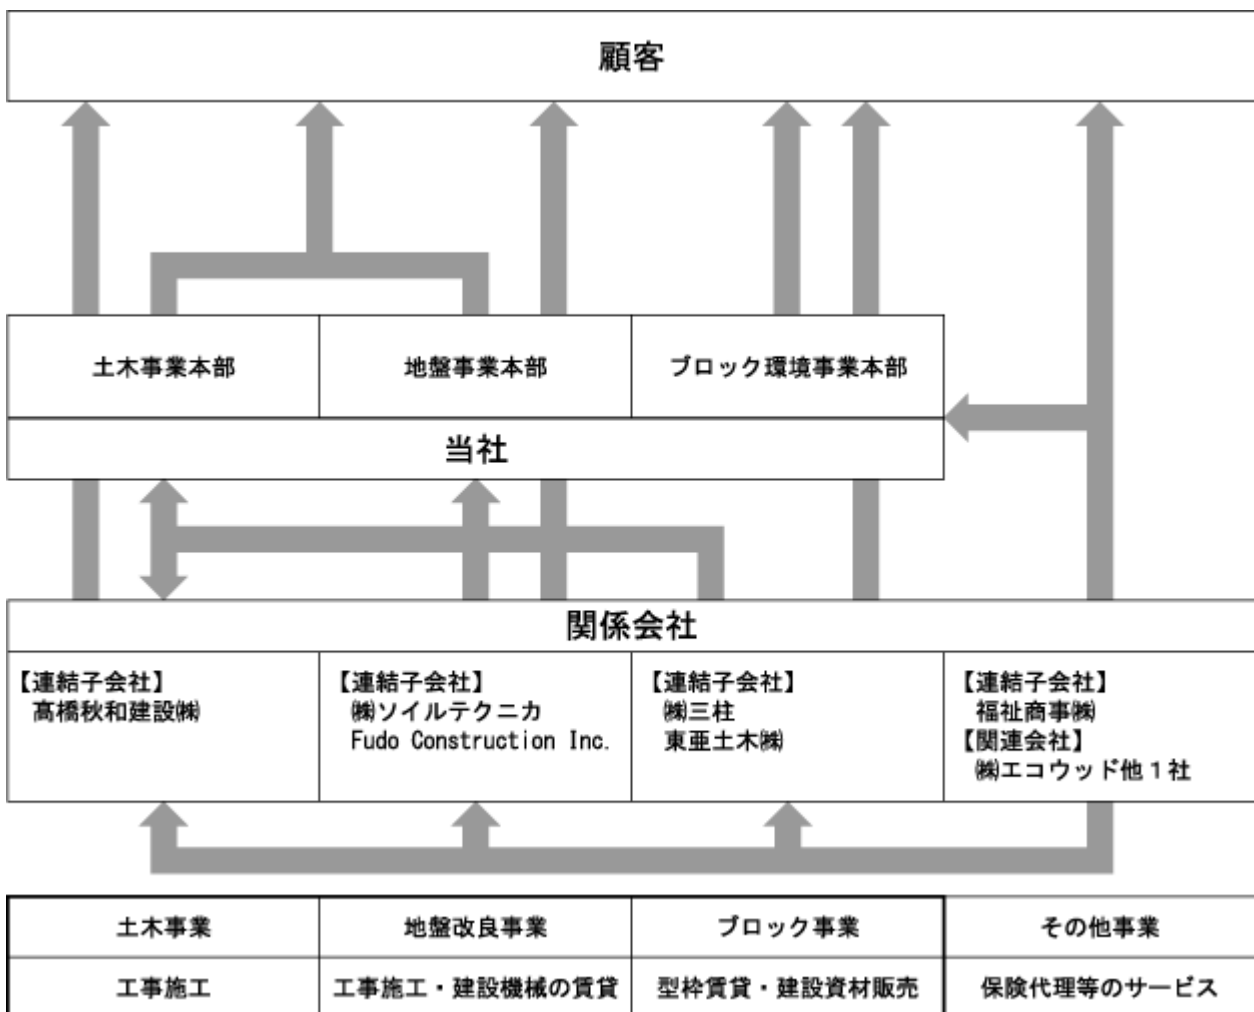 顧客
土木事業本部
地盤事業本部
ブロック環境事業本部
当社
関係会社
【連結子会社】
髙橋秋和建設㈱
【連結子会社】
㈱ソイルテクニカ
Fudo Construction Inc.
【連結子会社】
㈱三柱
東亜土木㈱
【連結子会社】
福祉商事㈱
【関連会社】
㈱エコウッド他１社
土木事業
地盤改良事業
ブロック事業
その他事業
工事施工
工事施工・建設機械の賃貸
型枠賃貸・建設資材販売
保険代理等のサービス